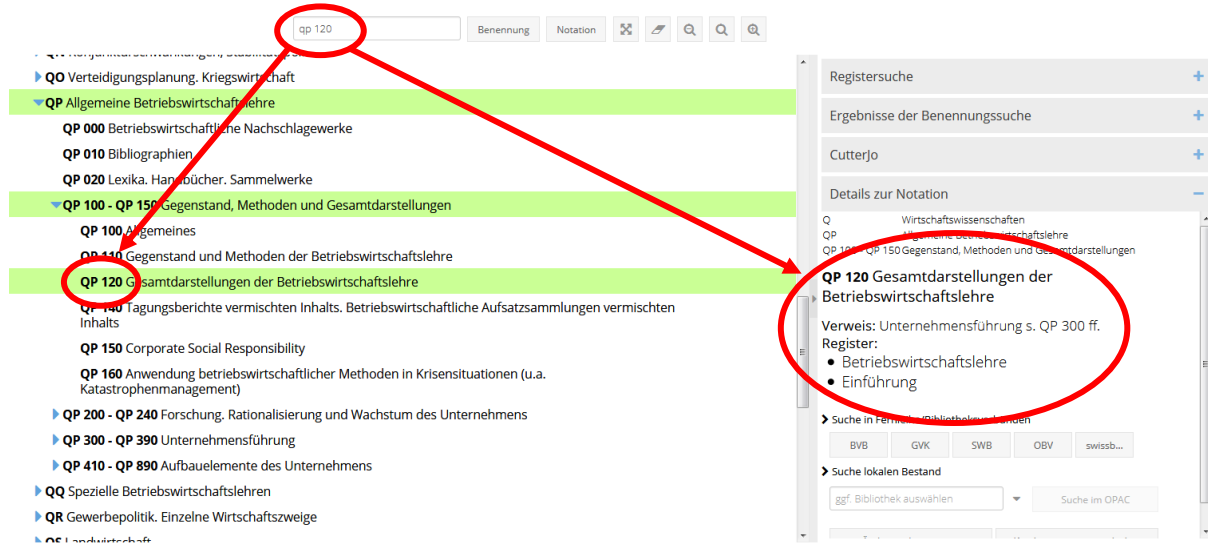 qp 120
Benennung
Notation
QO Verteidigungsplanung. Kriegswirtschaft
QP Allgemeine Betriebswirtschaftslehre
QP 000 Betriebswirtschaftliche Nachschlagewerke
QP 010 Bibliographien
QP 020 Lexika. Handbücher. Sammelwerke
QP 100 - QP 150 Gegenstand, Methoden und Gesamtdarstellungen
QP 100 Allgemeines
QP 110 Gegenstand und Methoden der Betriebswirtschaftslehre
QP 120 Gesamtdarstellungen der Betriebswirtschaftslehre
QP 140 Tagungsberichte vermischten Inhalts. Betriebswirtschaftliche Aufsatzsammlungen vermischten
Inhalts
QP 150 Corporate Social Responsibility
QP 160 Anwendung betriebswirtschaftlicher Methoden in Krisensituationen (u.a.
Katastrophenmanagement)
QP 200 - QP 240 Forschung. Rationalisierung und Wachstum des Unternehmens
QP 300 - QP 390 Unternehmensführung
QP 410 - QP 890 Aufbauelemente des Unternehmens
QQ Spezielle Betriebswirtschaftslehren
QR Gewerbepolitik. Einzelne Wirtschaftszweige
QS Landwirtschaft
Registersuche
Ergebnisse der Benennungssuche
CutterJo
Details zur Notation
Q Wirtschaftswissenschaften
QP Allgemeine Betriebswirtschaftslehre
QP 100 - QP 150 Gegenstand, Methoden und Gesamtdarstellungen
QP 120 Gesamtdarstellungen der
Betriebswirtschaftslehre
Verweis: Unternehmensführung s. QP 300 ff.
Register:
Betriebswirtschaftslehre
Einführung
Suche in Fernleihe/Bibliotheksverbünden
BVB
GVK
SWB
OBV
swissb...
Suche lokalen Bestand
ggf. Bibliothek auswählen
Suche im OPAC